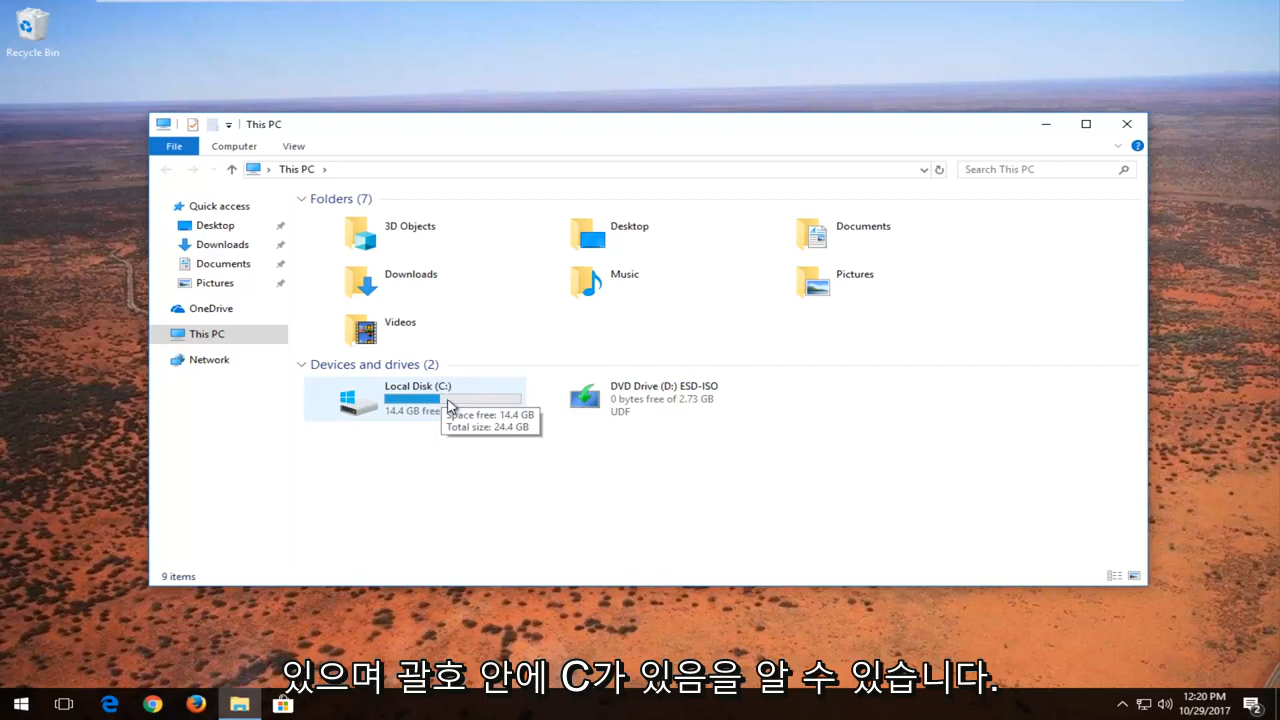 Recycle Bin
This PC
File Computer View
This PC
Search This PC
Quick access
Desktop
Downloads
Documents
Pictures
OneDrive
This PC
Network
Folders (7)
3D Objects
Desktop
Documents
Downloads
Music
Pictures
Videos
Devices and drives (2)
Local Disk (C:)
14.4 GB free
Space free: 14.4 GB
Total size: 24.4 GB
DVD Drive (D:) ESD-ISO
0 bytes free of 2.73 GB
UDF
9 items
있으며 괄호 안에 C가 있음을 알 수 있습니다.
12:20 PM
10/29/2017
2